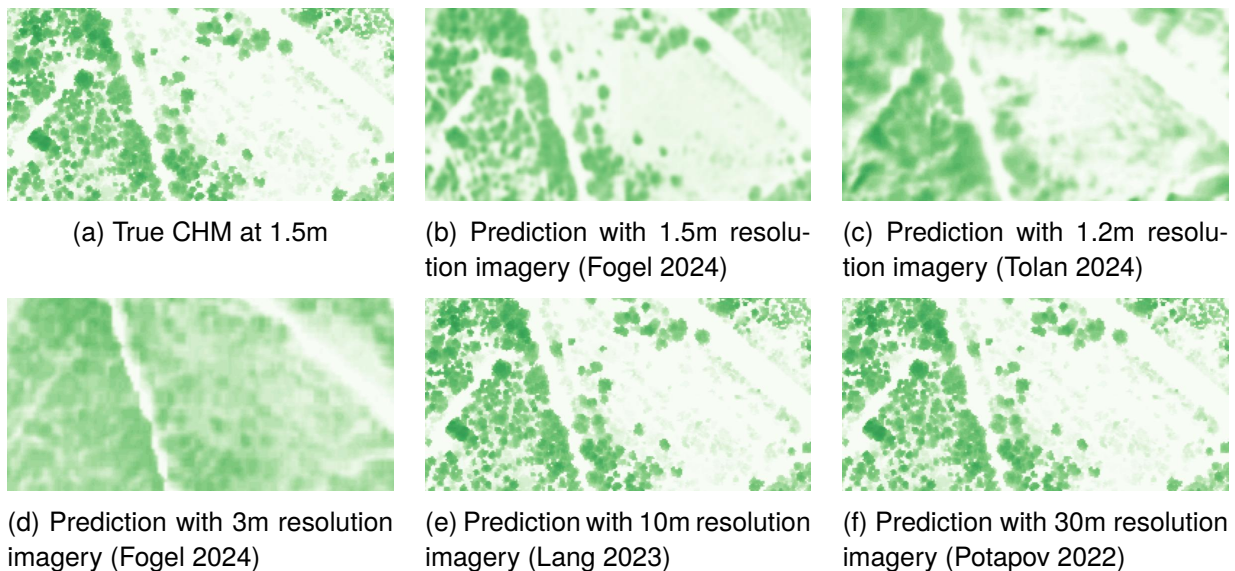 (a) True CHM at 1.5m
(b) Prediction with 1.5m resolu-
tion imagery (Fogel 2024)
(c) Prediction with 1.2m resolu-
tion imagery (Tolan 2024)
(d) Prediction with 3m resolution
imagery (Fogel 2024)
(e) Prediction with 10m resolution
imagery (Lang 2023)
(f) Prediction with 30m resolution
imagery (Potapov 2022)